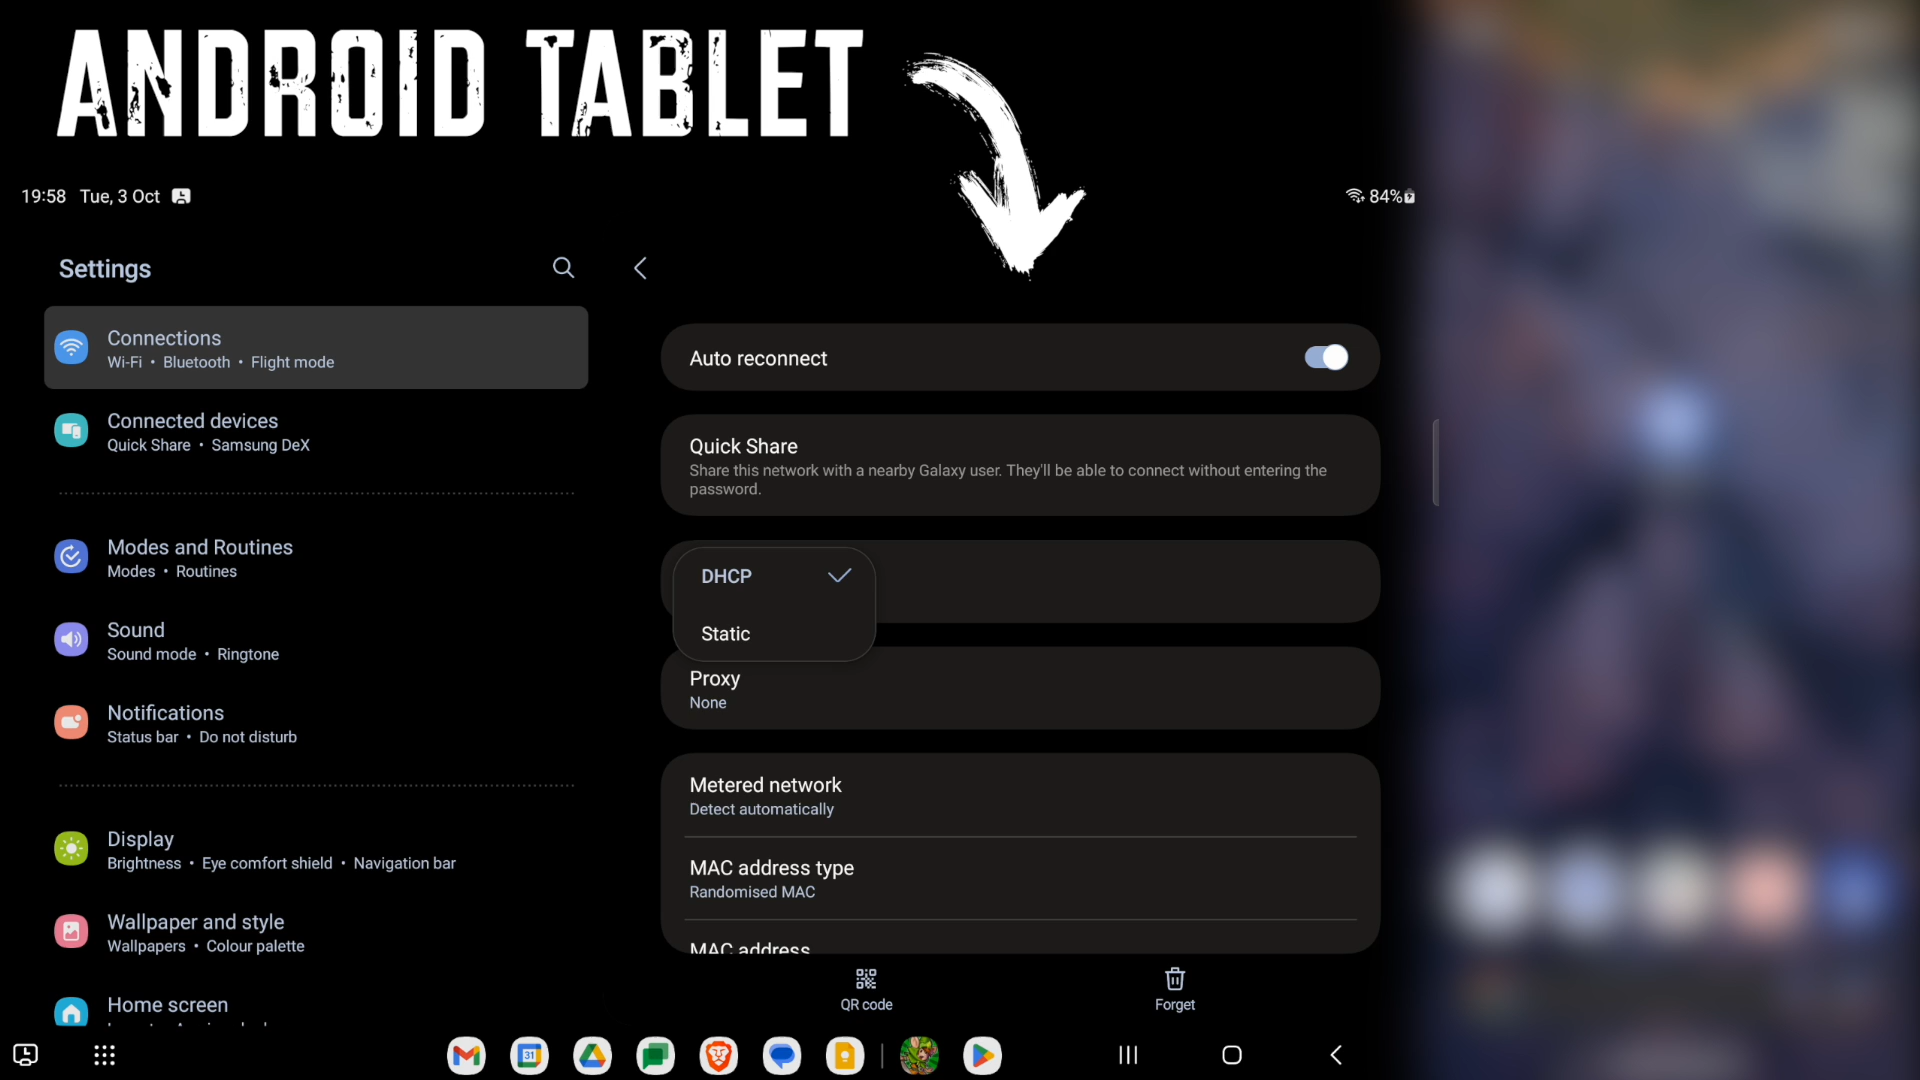 ANDROID TABLET
19:58 Tue, 3 Oct
84%
Settings
Connections
Wi-Fi • Bluetooth • Flight mode
Connected devices
Quick Share • Samsung DeX
Modes and Routines
Modes • Routines
Sound
Sound mode • Ringtone
Notifications
Status bar • Do not disturb
Display
Brightness • Eye comfort shield • Navigation bar
Wallpaper and style
Wallpapers • Colour palette
Home screen
Auto reconnect
Quick Share
Share this network with a nearby Galaxy user. They'll be able to connect without entering the
password.
DHCP
Static
Proxy
None
Metered network
Detect automatically
MAC address type
Randomised MAC
MAC address
QR code
Forget
31